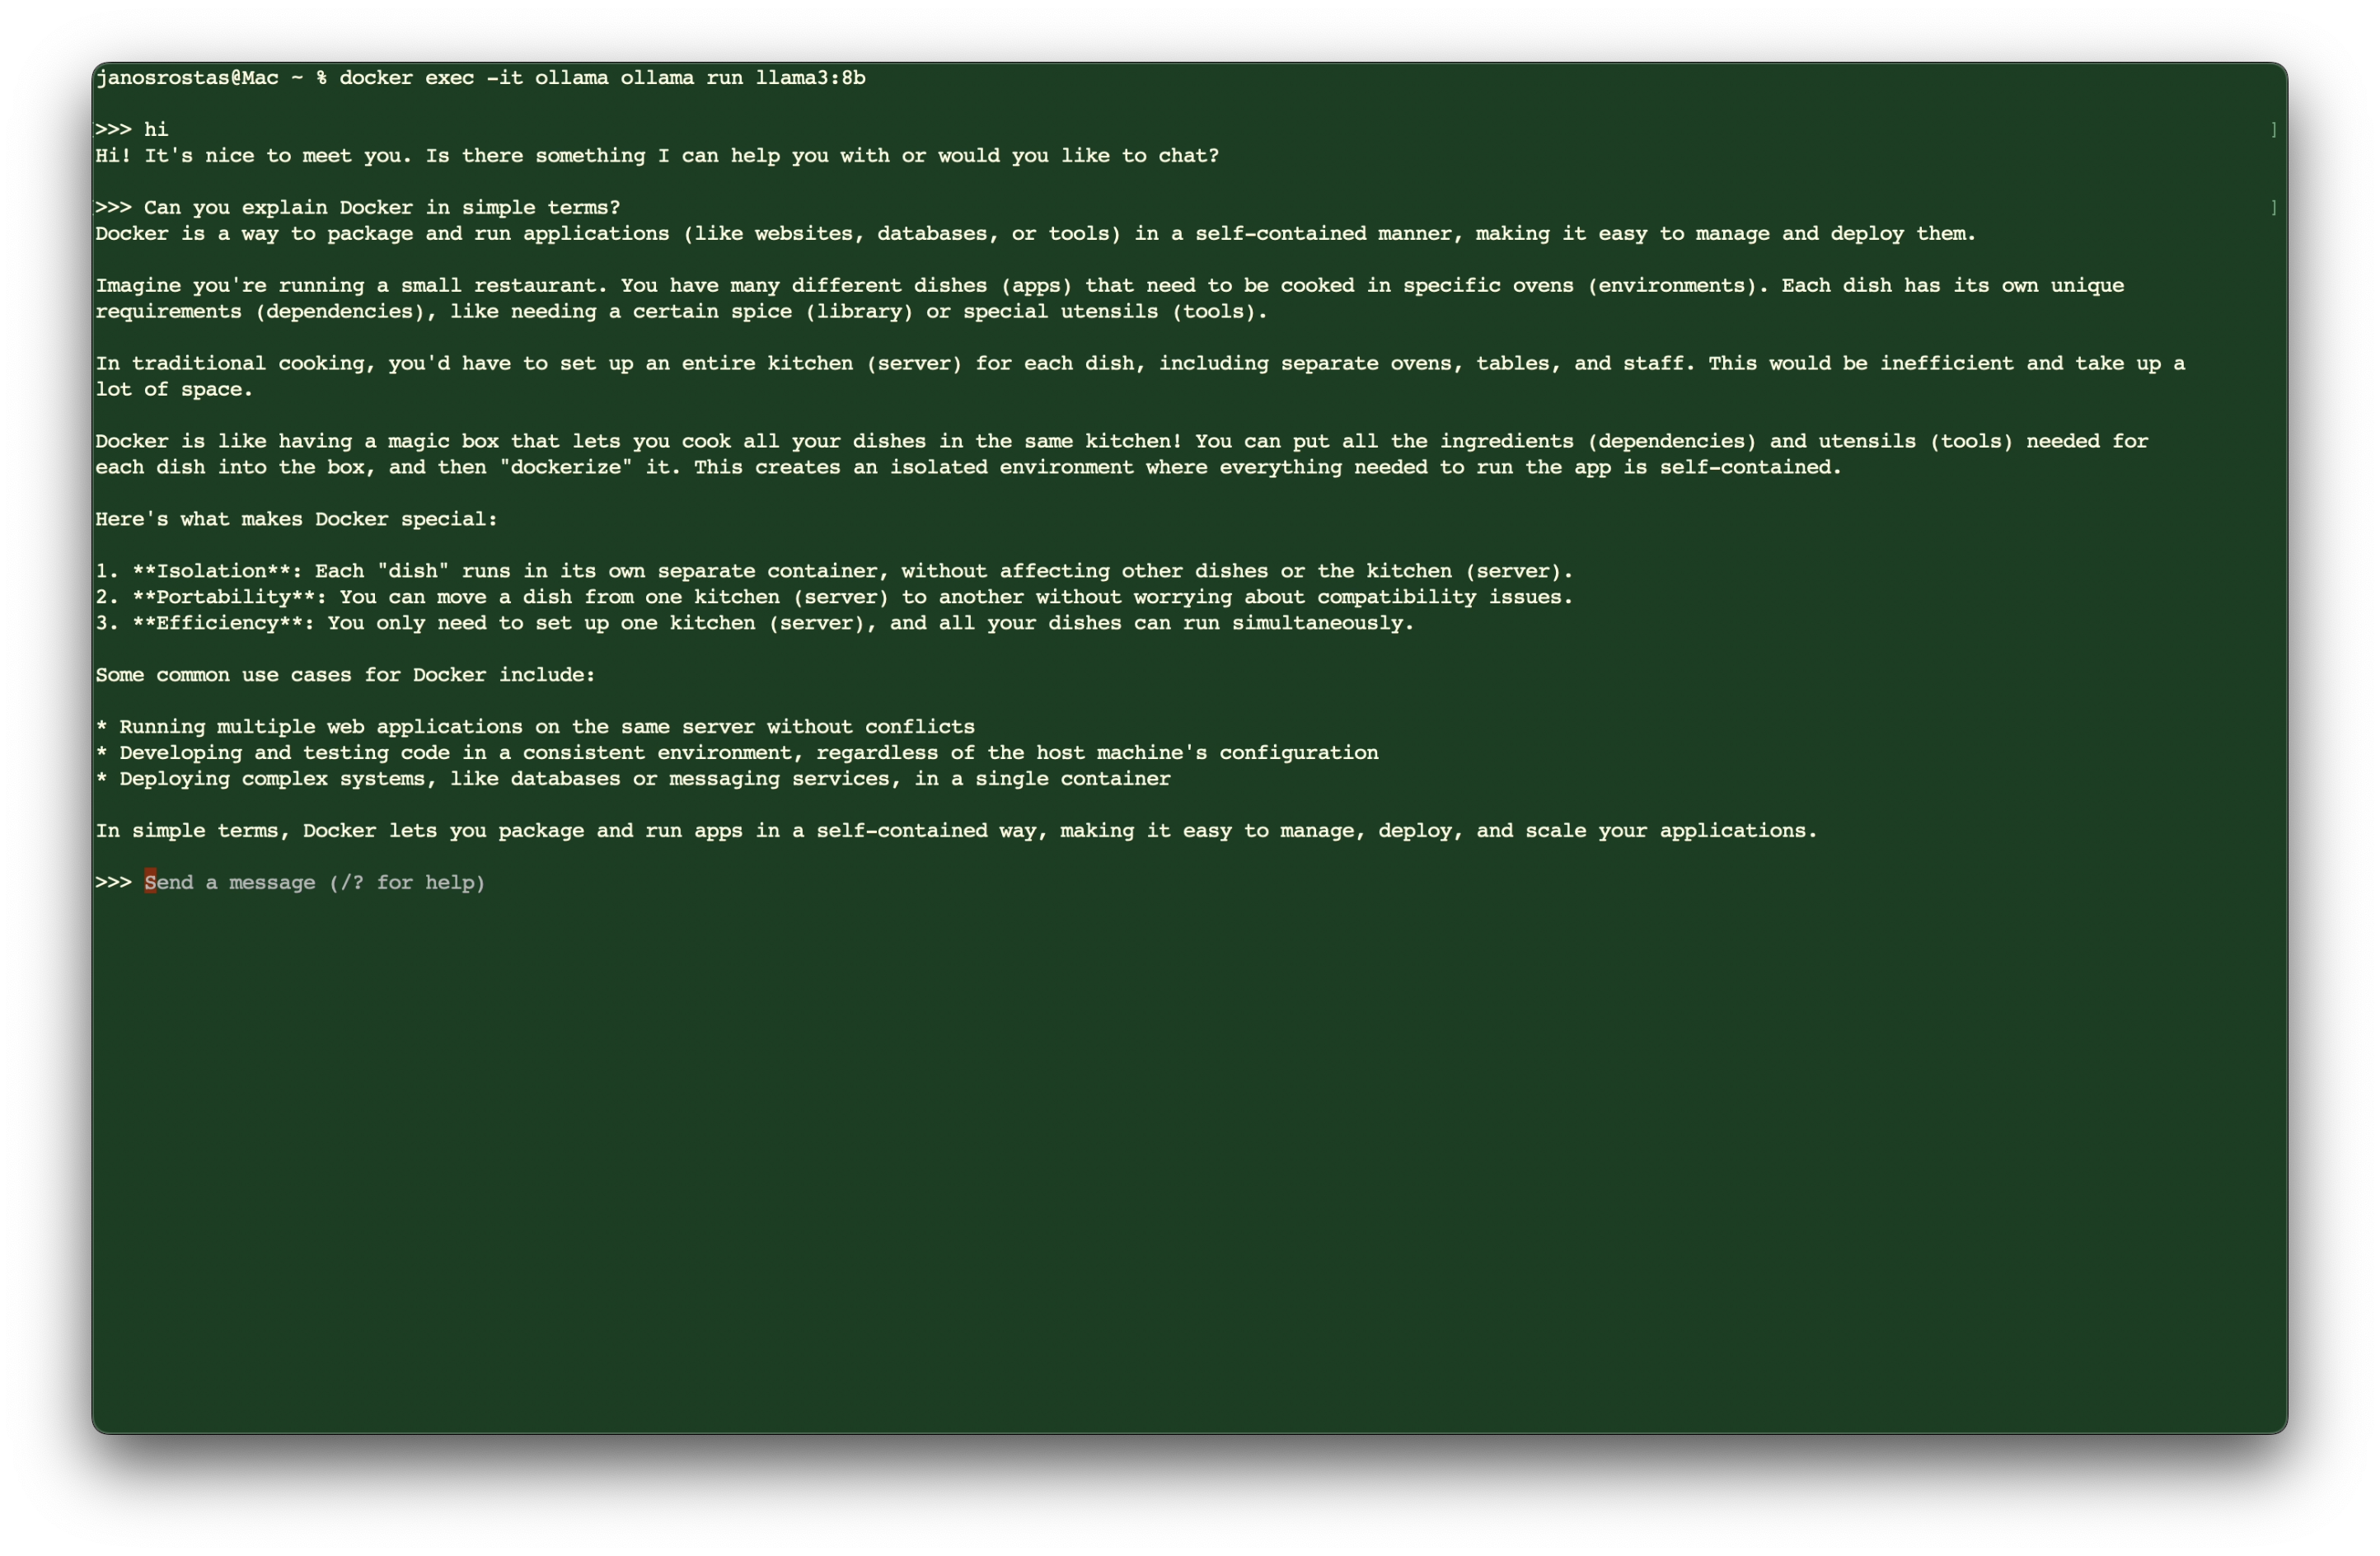 janosrostas@Mac ~ % docker exec -it ollama ollama run llama3:8b
>>> hi ]
Hi! It's nice to meet you. Is there something I can help you with or would you like to chat?
>>> Can you explain Docker in simple terms? ]
Docker is a way to package and run applications (like websites, databases, or tools) in a self-contained manner, making it easy to manage and deploy them.
Imagine you're running a small restaurant. You have many different dishes (apps) that need to be cooked in specific ovens (environments). Each dish has its own unique
requirements (dependencies), like needing a certain spice (library) or special utensils (tools).
In traditional cooking, you'd have to set up an entire kitchen (server) for each dish, including separate ovens, tables, and staff. This would be inefficient and take up a
lot of space.
Docker is like having a magic box that lets you cook all your dishes in the same kitchen! You can put all the ingredients (dependencies) and utensils (tools) needed for
each dish into the box, and then "dockerize" it. This creates an isolated environment where everything needed to run the app is self-contained.
Here's what makes Docker special:
1. **Isolation**: Each "dish" runs in its own separate container, without affecting other dishes or the kitchen (server).
2. **Portability**: You can move a dish from one kitchen (server) to another without worrying about compatibility issues.
3. **Efficiency**: You only need to set up one kitchen (server), and all your dishes can run simultaneously.
Some common use cases for Docker include:
* Running multiple web applications on the same server without conflicts
* Developing and testing code in a consistent environment, regardless of the host machine's configuration
* Deploying complex systems, like databases or messaging services, in a single container
In simple terms, Docker lets you package and run apps in a self-contained way, making it easy to manage, deploy, and scale your applications.
>>> Send a message (/? for help)